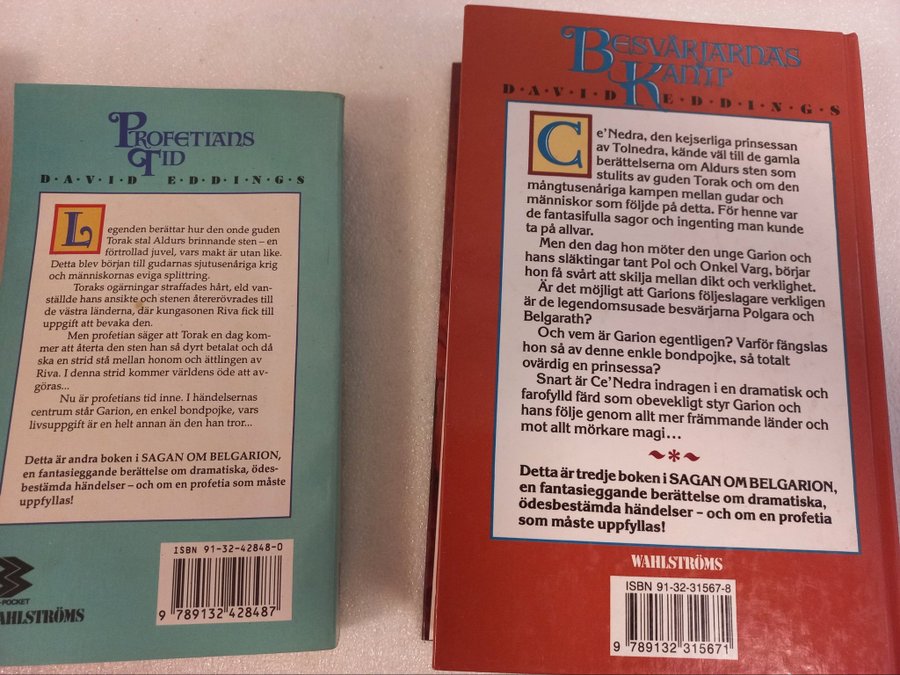 PROFETIANS
TID
D·A·V·I·D E·D·D·I·N·G·S
Legenden berättar hur den onde guden
Torak stal Aldurs brinnande sten – en
förtrollad juvel, vars makt är utan like.
Detta blev början till gudarnas sjutusenåriga krig
och människornas eviga splittring.
Toraks ogärningar straffades hårt, eld van-
ställde hans ansikte och stenen återerövrades till
de västra länderna, där kungasonen Riva fick till
uppgift att bevaka den.
Men profetian säger att Torak en dag kom-
mer att återta den sten han så dyrt betalat och då
ska en strid stå mellan honom och ättlingen av
Riva. I denna strid kommer världens öde att av-
göras...
Nu är profetians tid inne. I händelsernas
centrum står Garion, en enkel bondpojke, vars
livsuppgift är en helt annan än den han tror...
Detta är andra boken i SAGAN OM BELGARION,
en fantasieggande berättelse om dramatiska, ödes-
bestämda händelser – och om en profetia som måste
uppfyllas!
ISBN 91-32-42848-0
9 789132 428487
-POCKET
WAHLSTRÖMS
BESVÄRJARNAS
KAMP
D·A·V·I·D E·D·D·I·N·G·S
Ce'Nedra, den kejserliga prinsessan
av Tolnedra, kände väl till de gamla
berättelserna om Aldurs sten som
stulits av guden Torak och om den
mångtusenåriga kampen mellan gudar och
människor som följde på detta. För henne var
de fantasifulla sagor och ingenting man kunde
ta på allvar.
Men den dag hon möter den unge Garion och
hans släktingar tant Pol och Onkel Varg, börjar
hon få svårt att skilja mellan dikt och verklighet.
Är det möjligt att Garions följeslagare verkligen
är de legendomsusade besvärjarna Polgara och
Belgarath?
Och vem är Garion egentligen? Varför fängslas
hon så av denne enkle bondpojke, så totalt
ovärdig en prinsessa?
Snart är Ce'Nedra indragen i en dramatisk och
farofylld färd som obevekligt styr Garion och
hans följe genom allt mer främmande länder och
mot allt mörkare magi...
~*~
Detta är tredje boken i SAGAN OM BELGARION,
en fantasieggande berättelse om dramatiska,
ödesbestämda händelser – och om en profetia
som måste uppfyllas!
WAHLSTRÖMS
ISBN 91-32-31567-8
9 789132 315671